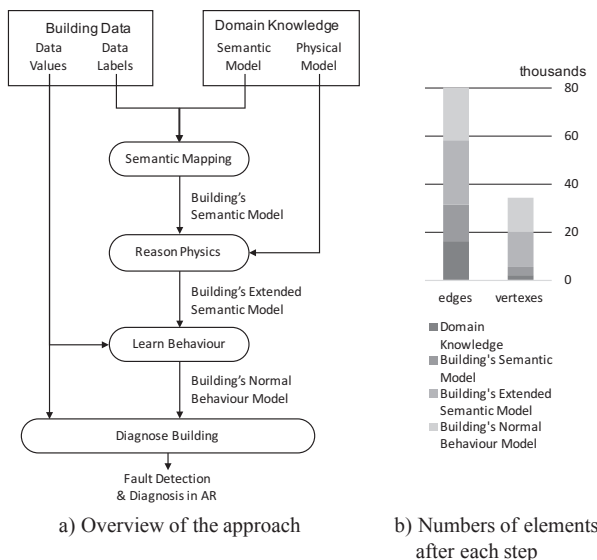 Building Data
Data Values
Data Labels
Domain Knowledge
Semantic Model
Physical Model
Semantic Mapping
Building's Semantic Model
Reason Physics
Building's Extended Semantic Model
Learn Behaviour
Building's Normal Behaviour Model
Diagnose Building
Fault Detection
& Diagnosis in AR
a) Overview of the approach
thousands
80
60
40
20
0
edges
vertexes
Domain
Knowledge
Building's Semantic
Model
Building's Extended
Semantic Model
Building's Normal
Behaviour Model
b) Numbers of elements
after each step